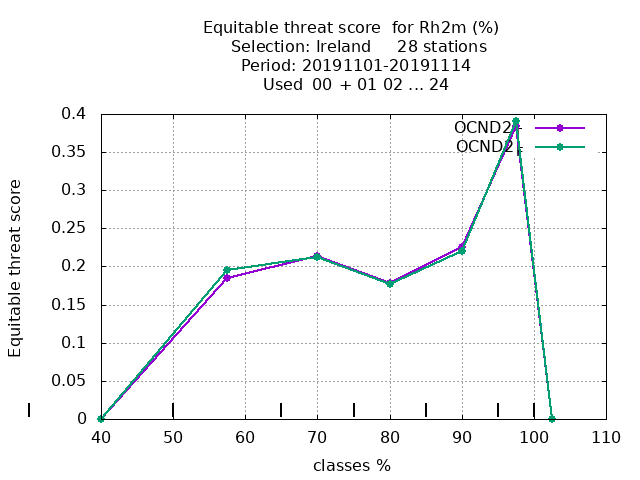 Equitable threat score for Rh2m (%)
Selection: Ireland 28 stations
Period: 20191101-20191114
Used 00 + 01 02 ... 24
Equitable threat score
0.4
0.35
0.3
0.25
0.2
0.15
0.1
0.05
0
OCND2
OCND2
40 50 60 70 80 90 100 110
classes %